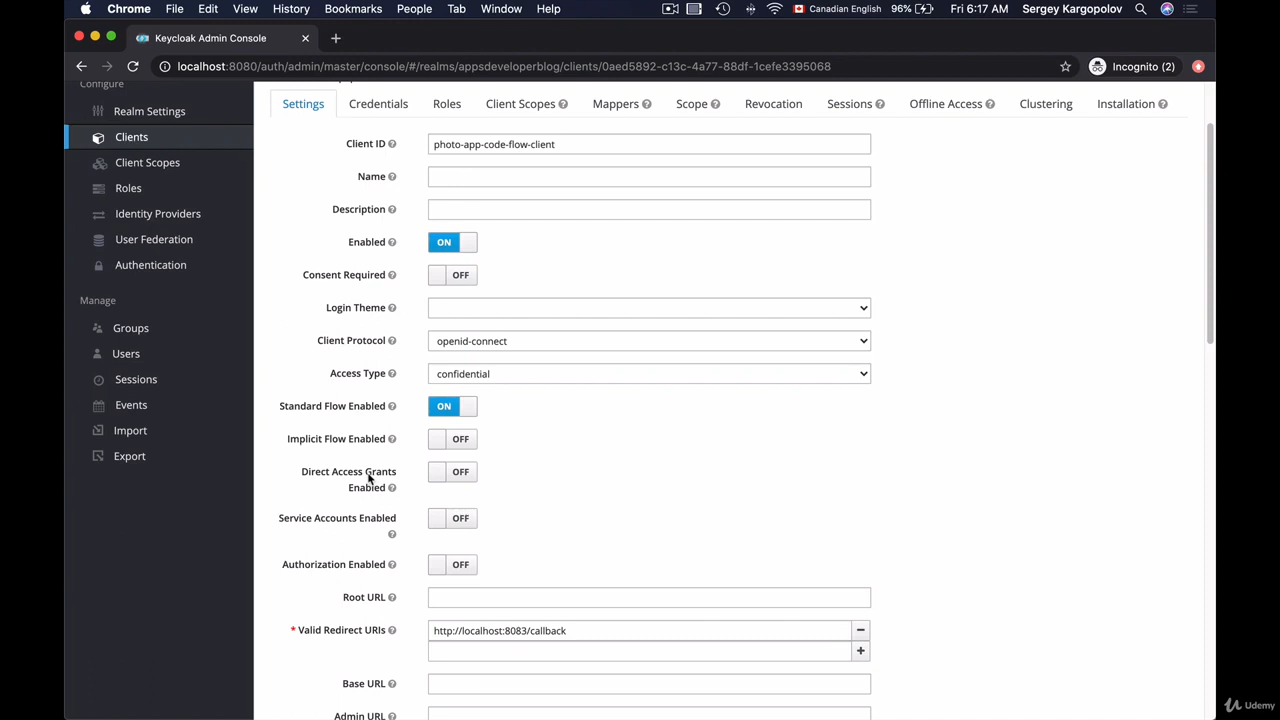 Chrome File Edit View History Bookmarks People Tab Window Help Canadian English 96% Fri 6:17 AM Sergey Kargopolov
Keycloak Admin Console
localhost:8080/auth/admin/master/console/#/realms/appsdeveloperblog/clients/0aed5892-c13c-4a77-88df-1cefe3395068 Incognito (2)
Configure
Realm Settings
Clients
Client Scopes
Roles
Identity Providers
User Federation
Authentication
Manage
Groups
Users
Sessions
Events
Import
Export
Settings Credentials Roles Client Scopes Mappers Scope Revocation Sessions Offline Access Clustering Installation
Client ID photo-app-code-flow-client
Name
Description
Enabled ON
Consent Required OFF
Login Theme
Client Protocol openid-connect
Access Type confidential
Standard Flow Enabled ON
Implicit Flow Enabled OFF
Direct Access Grants OFF
Enabled
Service Accounts Enabled OFF
Authorization Enabled OFF
Root URL
* Valid Redirect URIs http://localhost:8083/callback
Base URL
Admin URL
Udemy